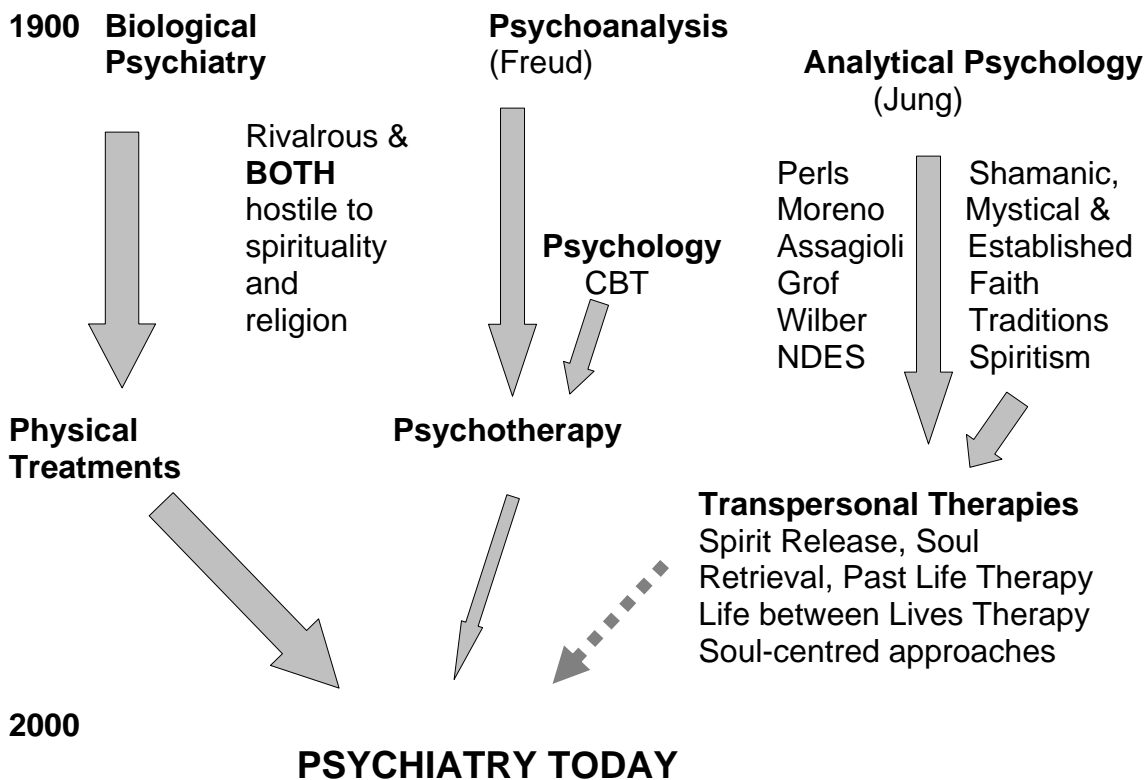 1900 Biological
Psychiatry
Psychoanalysis
(Freud)
Analytical Psychology
(Jung)
Rivalrous &
BOTH
hostile to
spirituality
and
religion
Psychology
CBT
Perls
Moreno
Assagioli
Grof
Wilber
NDES
Shamanic,
Mystical &
Established
Faith
Traditions
Spiritism
Physical
Treatments
Psychotherapy
Transpersonal Therapies
Spirit Release, Soul
Retrieval, Past Life Therapy
Life between Lives Therapy
Soul-centred approaches
2000
PSYCHIATRY TODAY